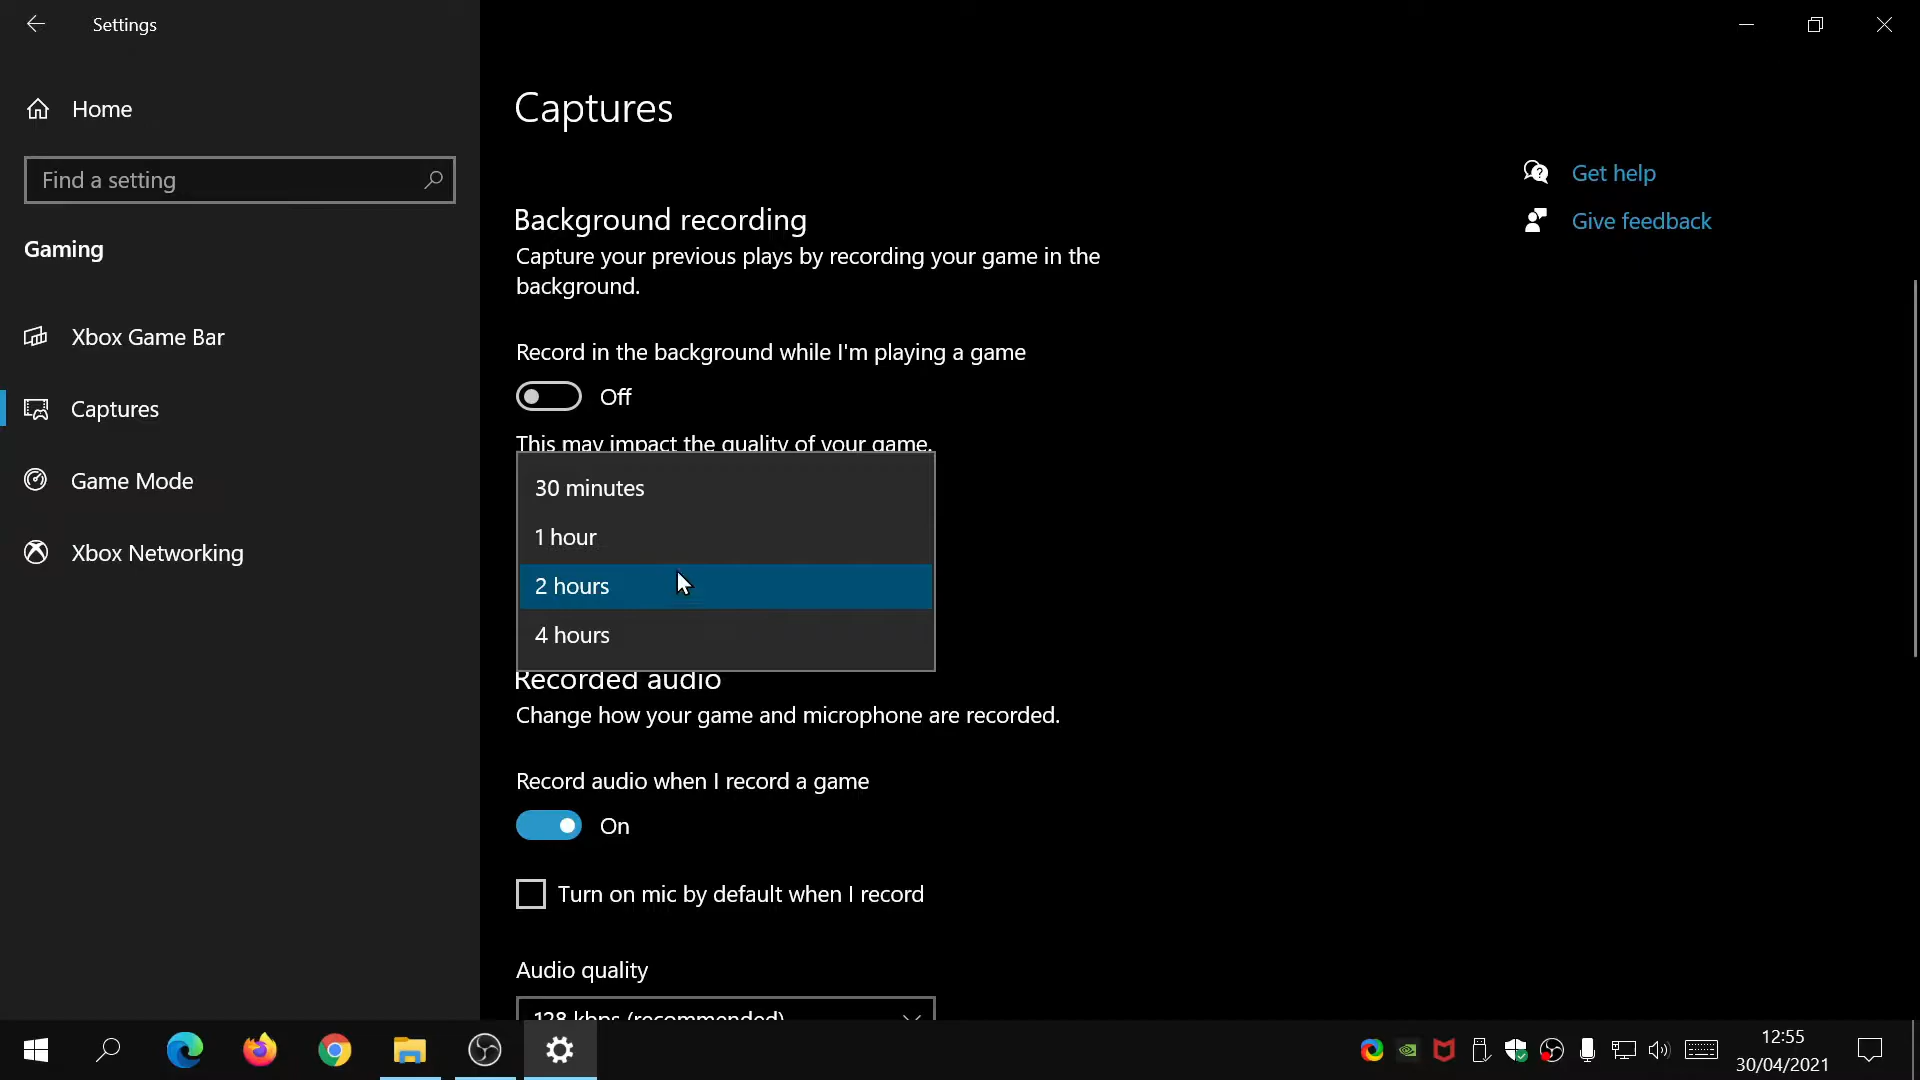 Settings
Home
Find a setting
Gaming
Xbox Game Bar
Captures
Game Mode
Xbox Networking
Captures
Background recording
Capture your previous plays by recording your game in the
background.
Record in the background while I'm playing a game
Off
This may impact the quality of your game.
30 minutes
1 hour
2 hours
4 hours
Recorded audio
Change how your game and microphone are recorded.
Record audio when I record a game
On
Turn on mic by default when I record
Audio quality
128 kbps (recommended)
Get help
Give feedback
12:55
30/04/2021